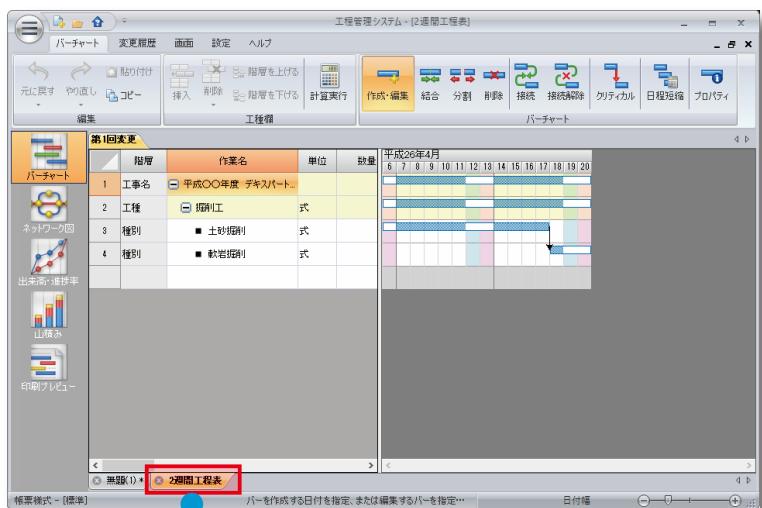 工程管理システム - [2週間工程表]
バーチャート 変更履歴 画面 設定 ヘルプ
元に戻す やり直し 貼り付け コピー
挿入 削除 階層を上げる 階層を下げる 計算実行
作成・編集 結合 分割 削除 接続 接続解除 クリティカル 日程短縮 プロパティ
編集 工種欄 バーチャート
第1回変更
階層 作業名 単位 数量
平成26年4月
6 7 8 9 10 11 12 13 14 15 16 17 18 19 20
1 工事名 平成〇〇年度 デキスパート...
2 工種 掘削工 式
3 種別 ■ 土砂掘削 式
4 種別 ■ 軟岩掘削 式
バーチャート
ネットワーク図
出来高・進捗率
山積み
印刷プレビュー
無題(1) * 2週間工程表
帳票様式 - [標準] バーを作成する日付を指定、または編集するバーを指定… 日付幅